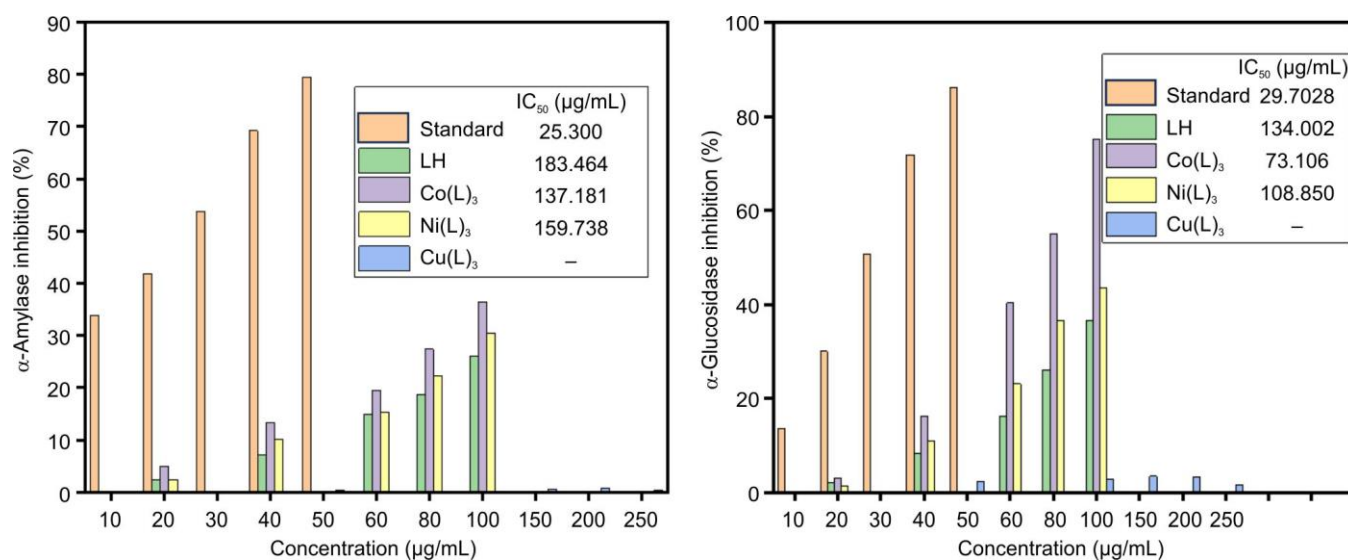 90
80
70
60
50
40
30
20
10
0
α-Amylase inhibition (%)
IC₅₀ (µg/mL)
Standard 25.300
LH 183.464
Co(L)₃ 137.181
Ni(L)₃ 159.738
Cu(L)₃ –
10 20 30 40 50 60 80 100 150 200 250
Concentration (µg/mL)
100
80
60
40
20
0
α-Glucosidase inhibition (%)
IC₅₀ (µg/mL)
Standard 29.7028
LH 134.002
Co(L)₃ 73.106
Ni(L)₃ 108.850
Cu(L)₃ –
10 20 30 40 50 60 80 100 150 200 250
Concentration (µg/mL)